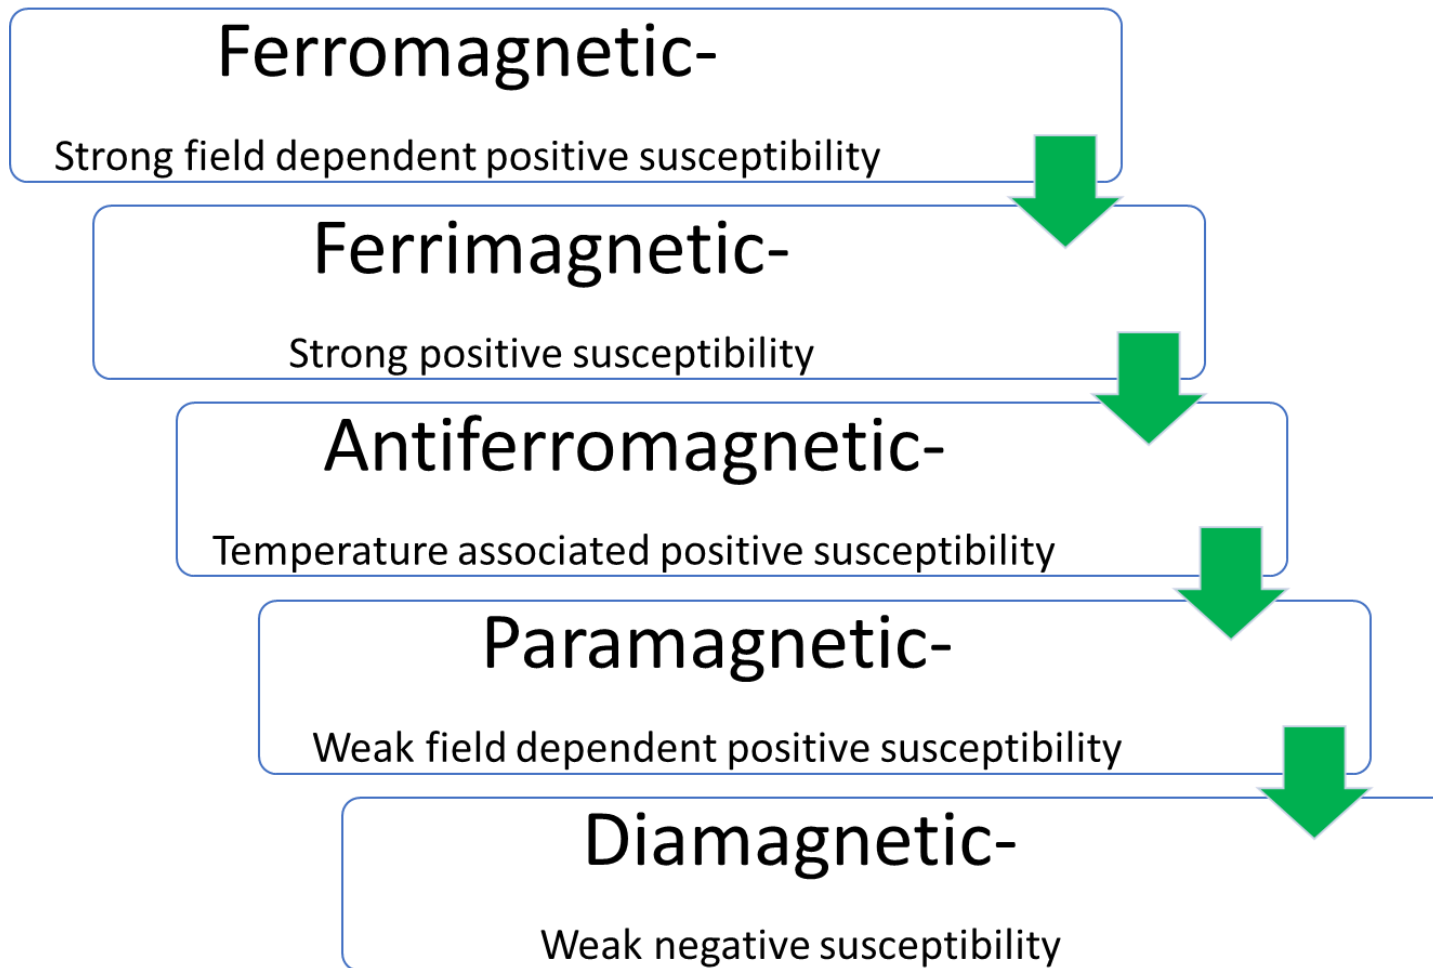 Ferromagnetic-
Strong field dependent positive susceptibility
Ferrimagnetic-
Strong positive susceptibility
Antiferromagnetic-
Temperature associated positive susceptibility
Paramagnetic-
Weak field dependent positive susceptibility
Diamagnetic-
Weak negative susceptibility